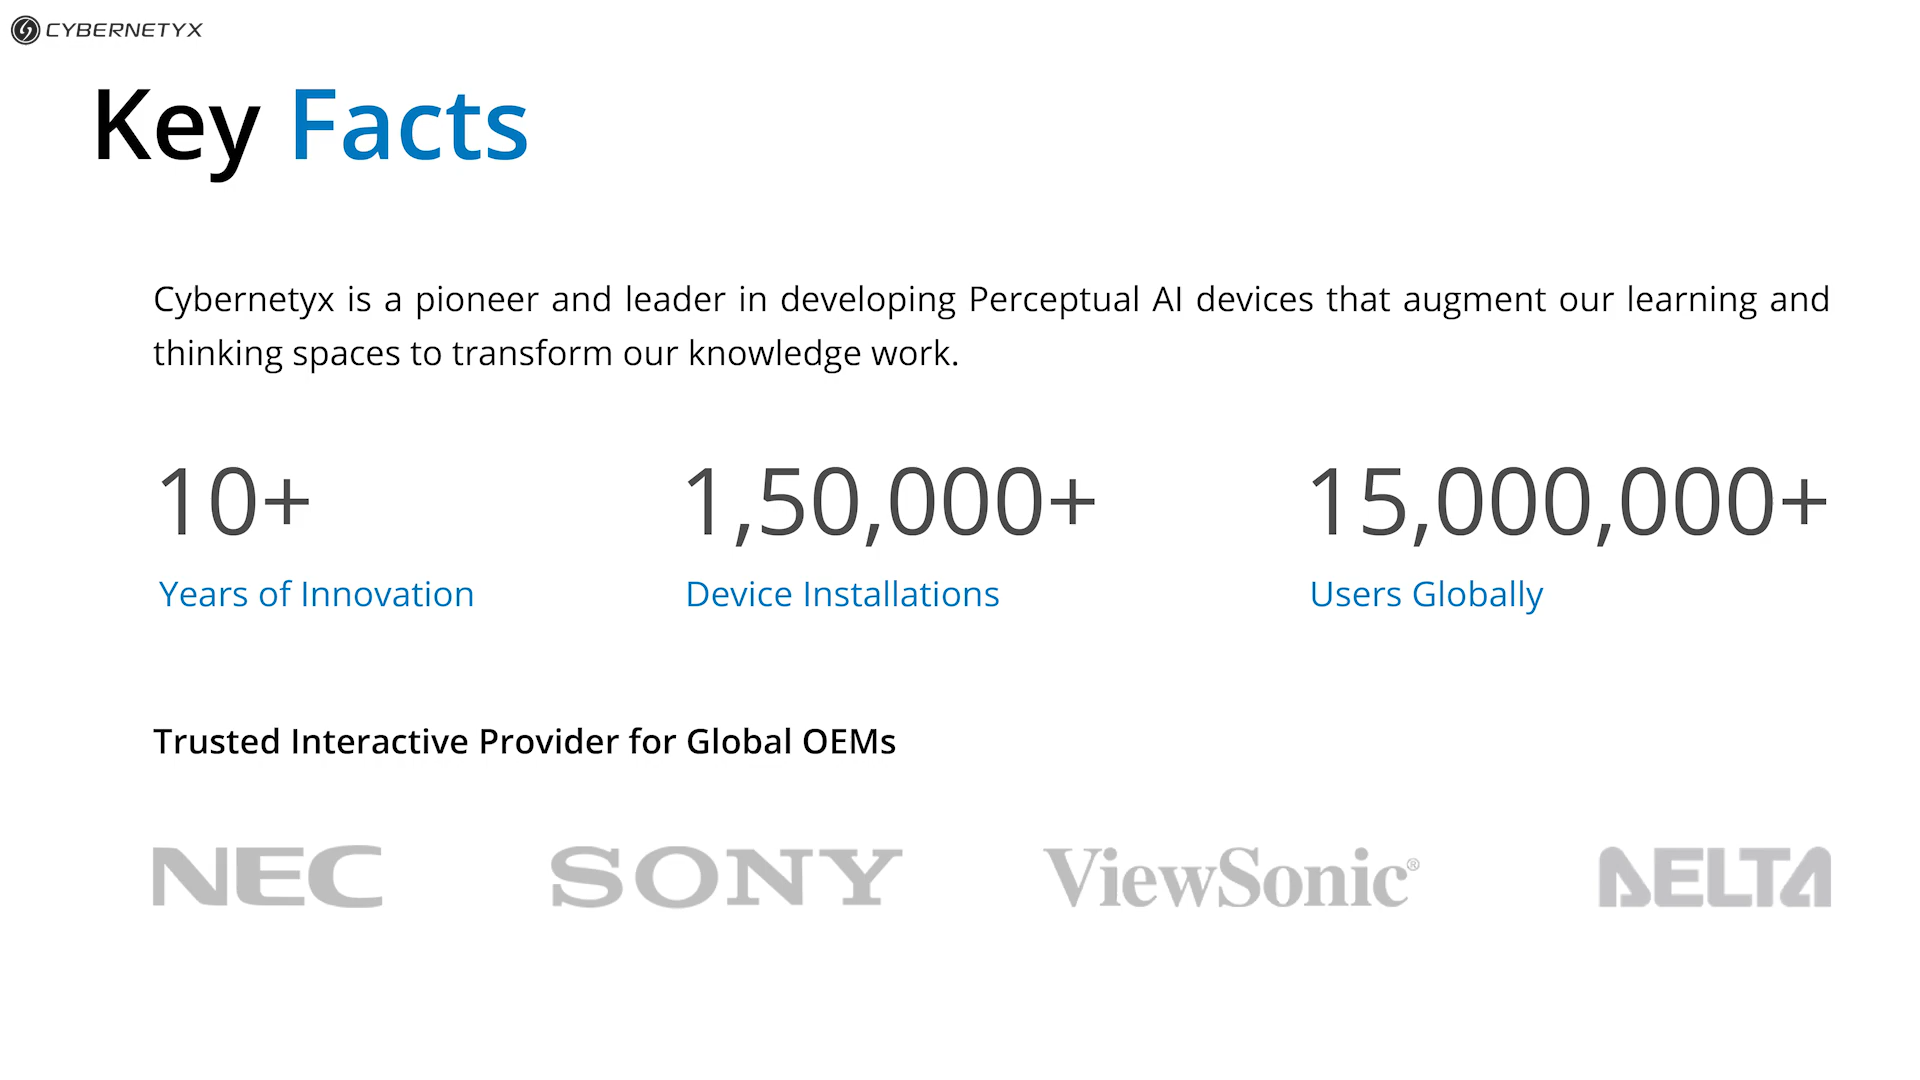 CYBERNETYX
Key Facts
Cybernetyx is a pioneer and leader in developing Perceptual AI devices that augment our learning and
thinking spaces to transform our knowledge work.
10+
Years of Innovation
1,50,000+
Device Installations
15,000,000+
Users Globally
Trusted Interactive Provider for Global OEMs
NEC
SONY
ViewSonic®
DELTA